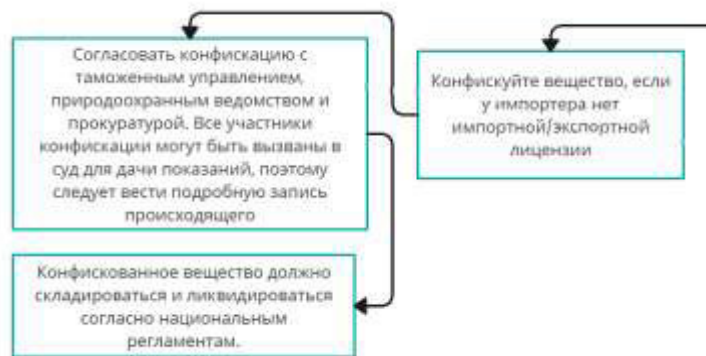 Согласовать конфискацию с
таможенным управлением,
природоохранным ведомством и
прокуратурой. Все участники
конфискации могут быть вызваны в
суд для дачи показаний, поэтому
следует вести подробную запись
происходящего
Конфискуйте вещество, если
у импортера нет
импортной/экспортной
лицензии
Конфискованное вещество должно
складироваться и ликвидироваться
согласно национальным
регламентам.